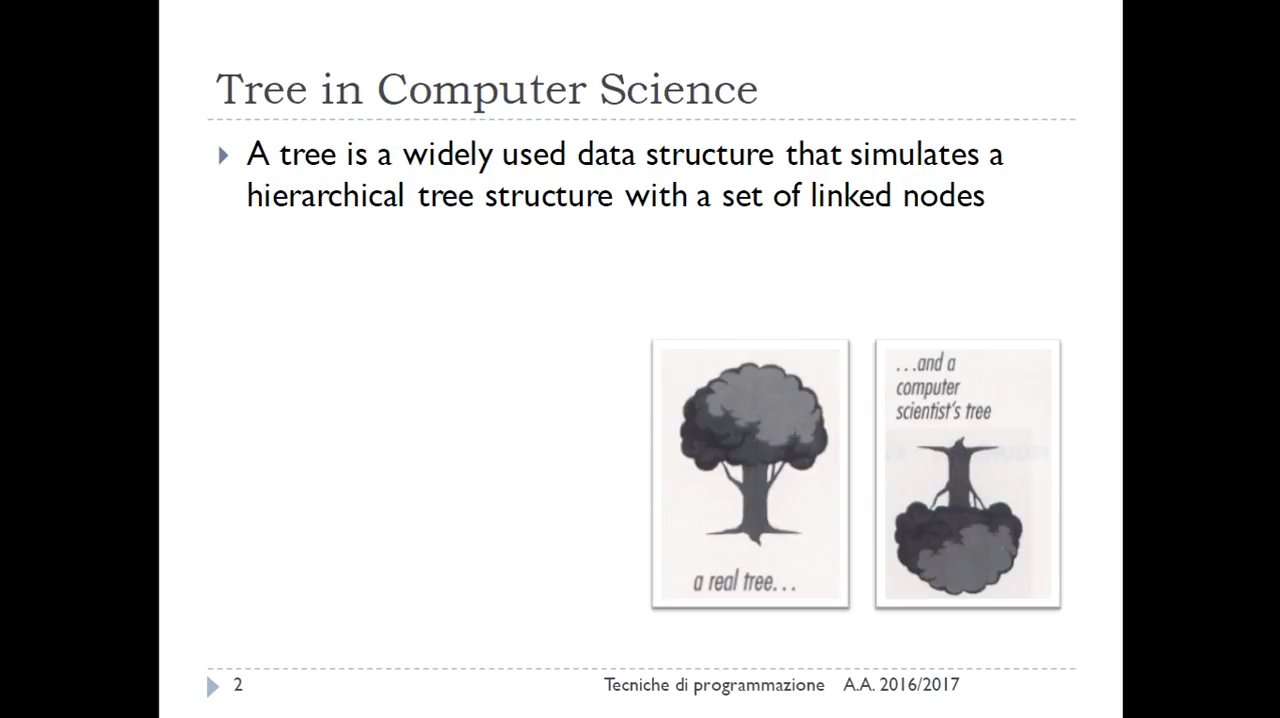 Tree in Computer Science
A tree is a widely used data structure that simulates a
hierarchical tree structure with a set of linked nodes
a real tree...
...and a
computer
scientist's tree
2
Tecniche di programmazione A.A. 2016/2017